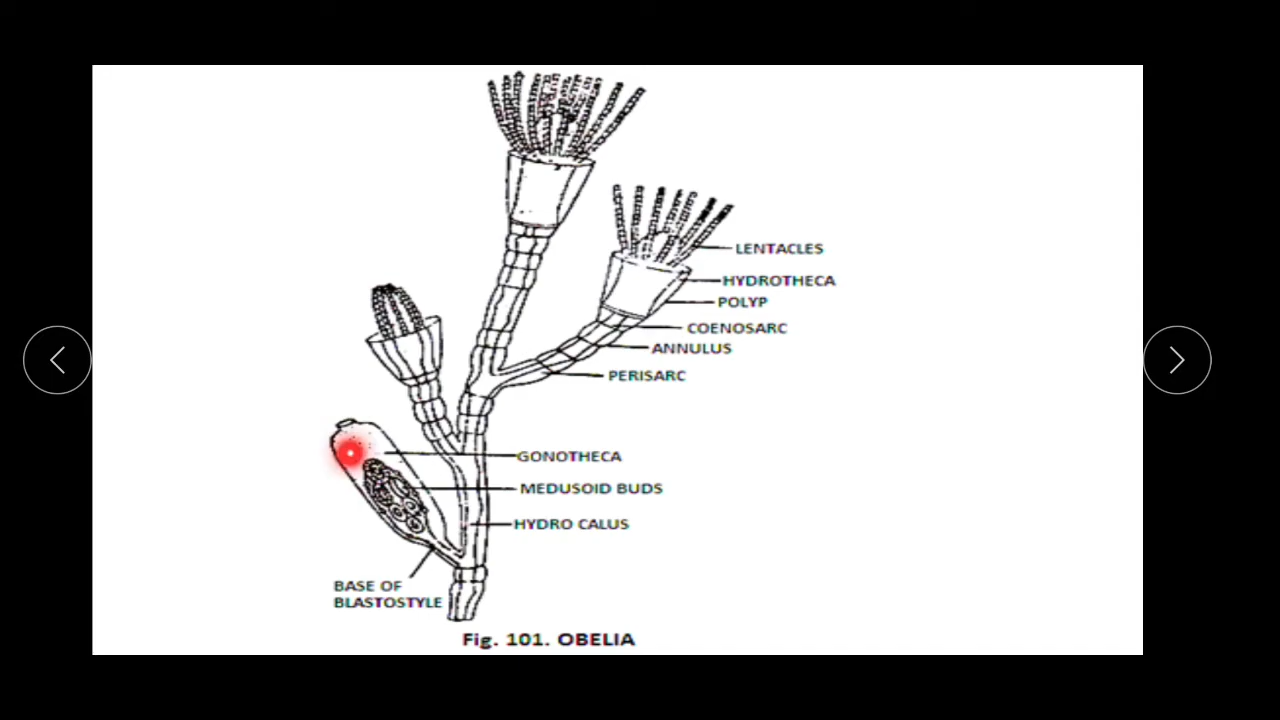 LENTACLES
HYDROTHECA
POLYP
COENOSARC
ANNULUS
PERISARC
GONOTHECA
MEDUSOID BUDS
HYDRO CALUS
BASE OF
BLASTOSTYLE
Fig. 101. OBELIA